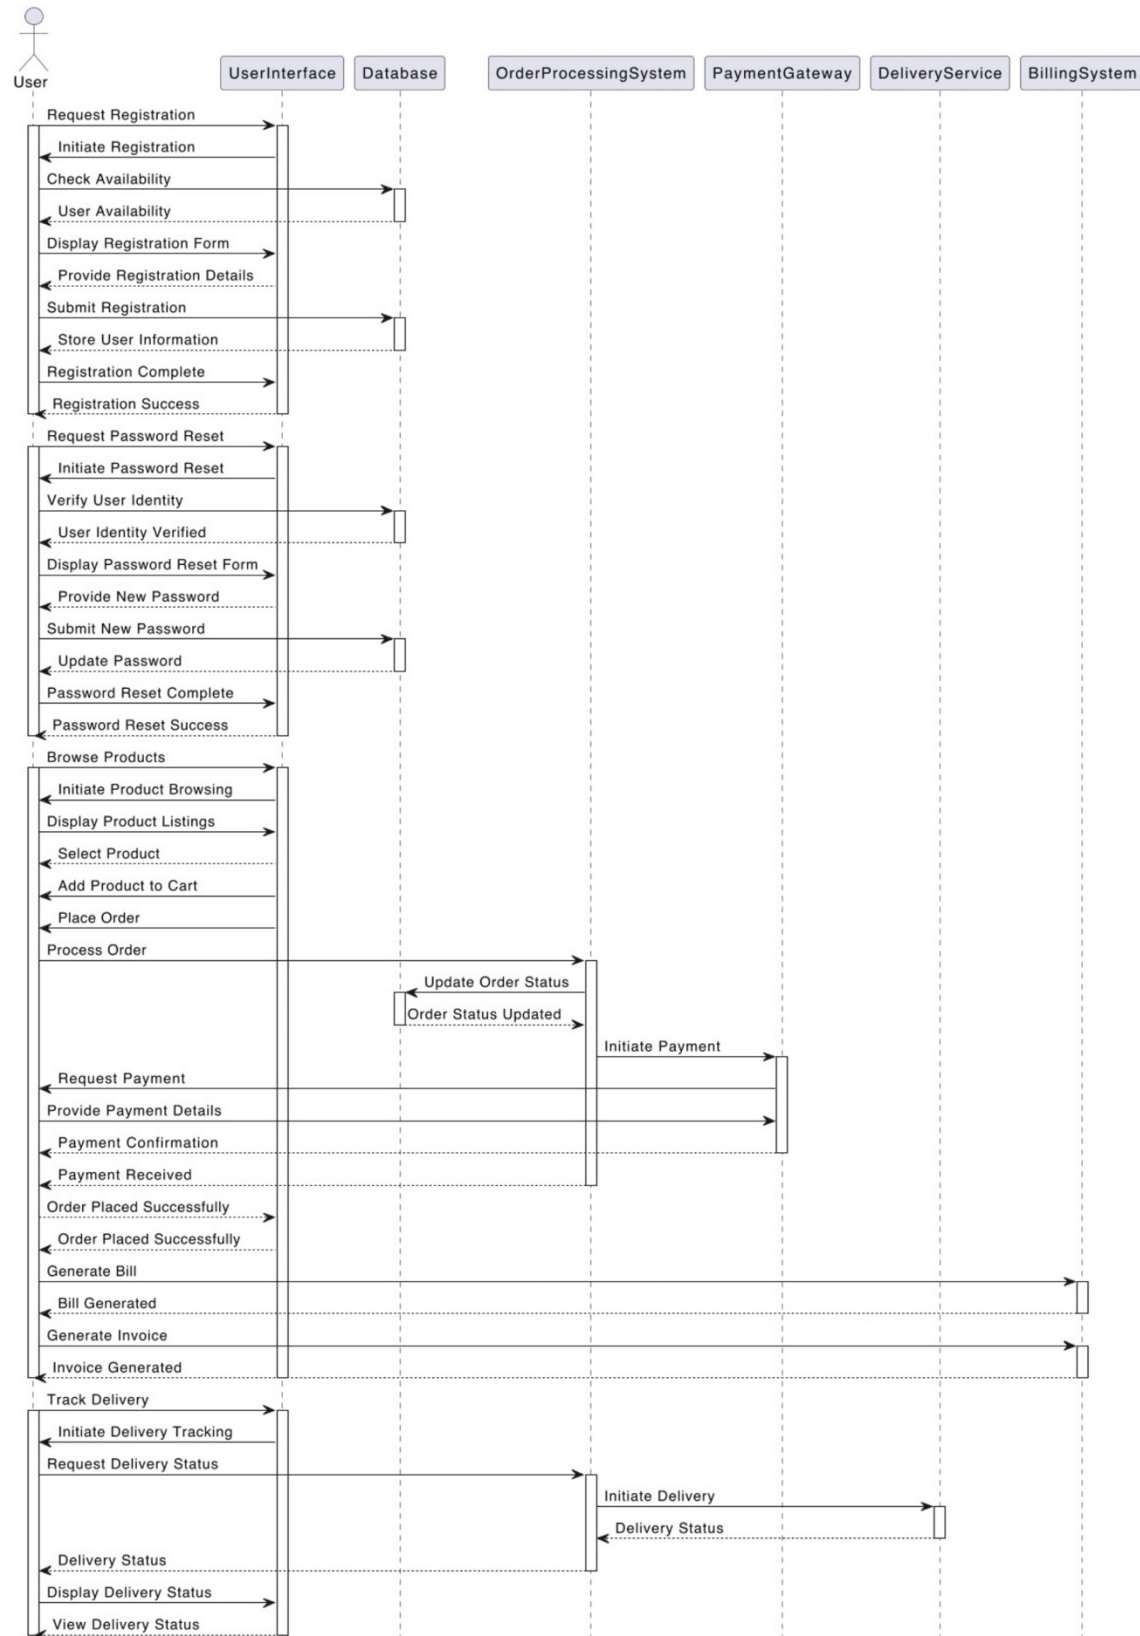 User
UserInterface
Database
OrderProcessingSystem
PaymentGateway
DeliveryService
BillingSystem
Request Registration
Initiate Registration
Check Availability
User Availability
Display Registration Form
Provide Registration Details
Submit Registration
Store User Information
Registration Complete
Registration Success
Request Password Reset
Initiate Password Reset
Verify User Identity
User Identity Verified
Display Password Reset Form
Provide New Password
Submit New Password
Update Password
Password Reset Complete
Password Reset Success
Browse Products
Initiate Product Browsing
Display Product Listings
Select Product
Add Product to Cart
Place Order
Process Order
Update Order Status
Order Status Updated
Initiate Payment
Request Payment
Provide Payment Details
Payment Confirmation
Payment Received
Order Placed Successfully
Order Placed Successfully
Generate Bill
Bill Generated
Generate Invoice
Invoice Generated
Track Delivery
Initiate Delivery Tracking
Request Delivery Status
Initiate Delivery
Delivery Status
Delivery Status
Display Delivery Status
View Delivery Status